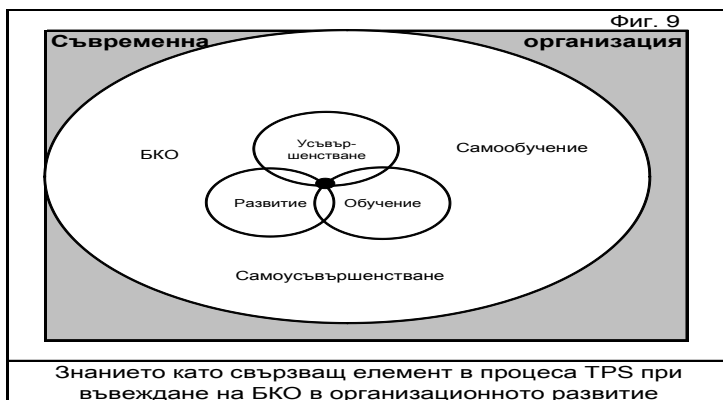 Фиг. 9
Съвременна организация
Усъвър-
шенстване
БКО
Самообучение
Развитие
Обучение
Самоусъвършенстване
Знанието като свързващ елемент в процеса TPS при
въвеждане на БКО в организационното развитие